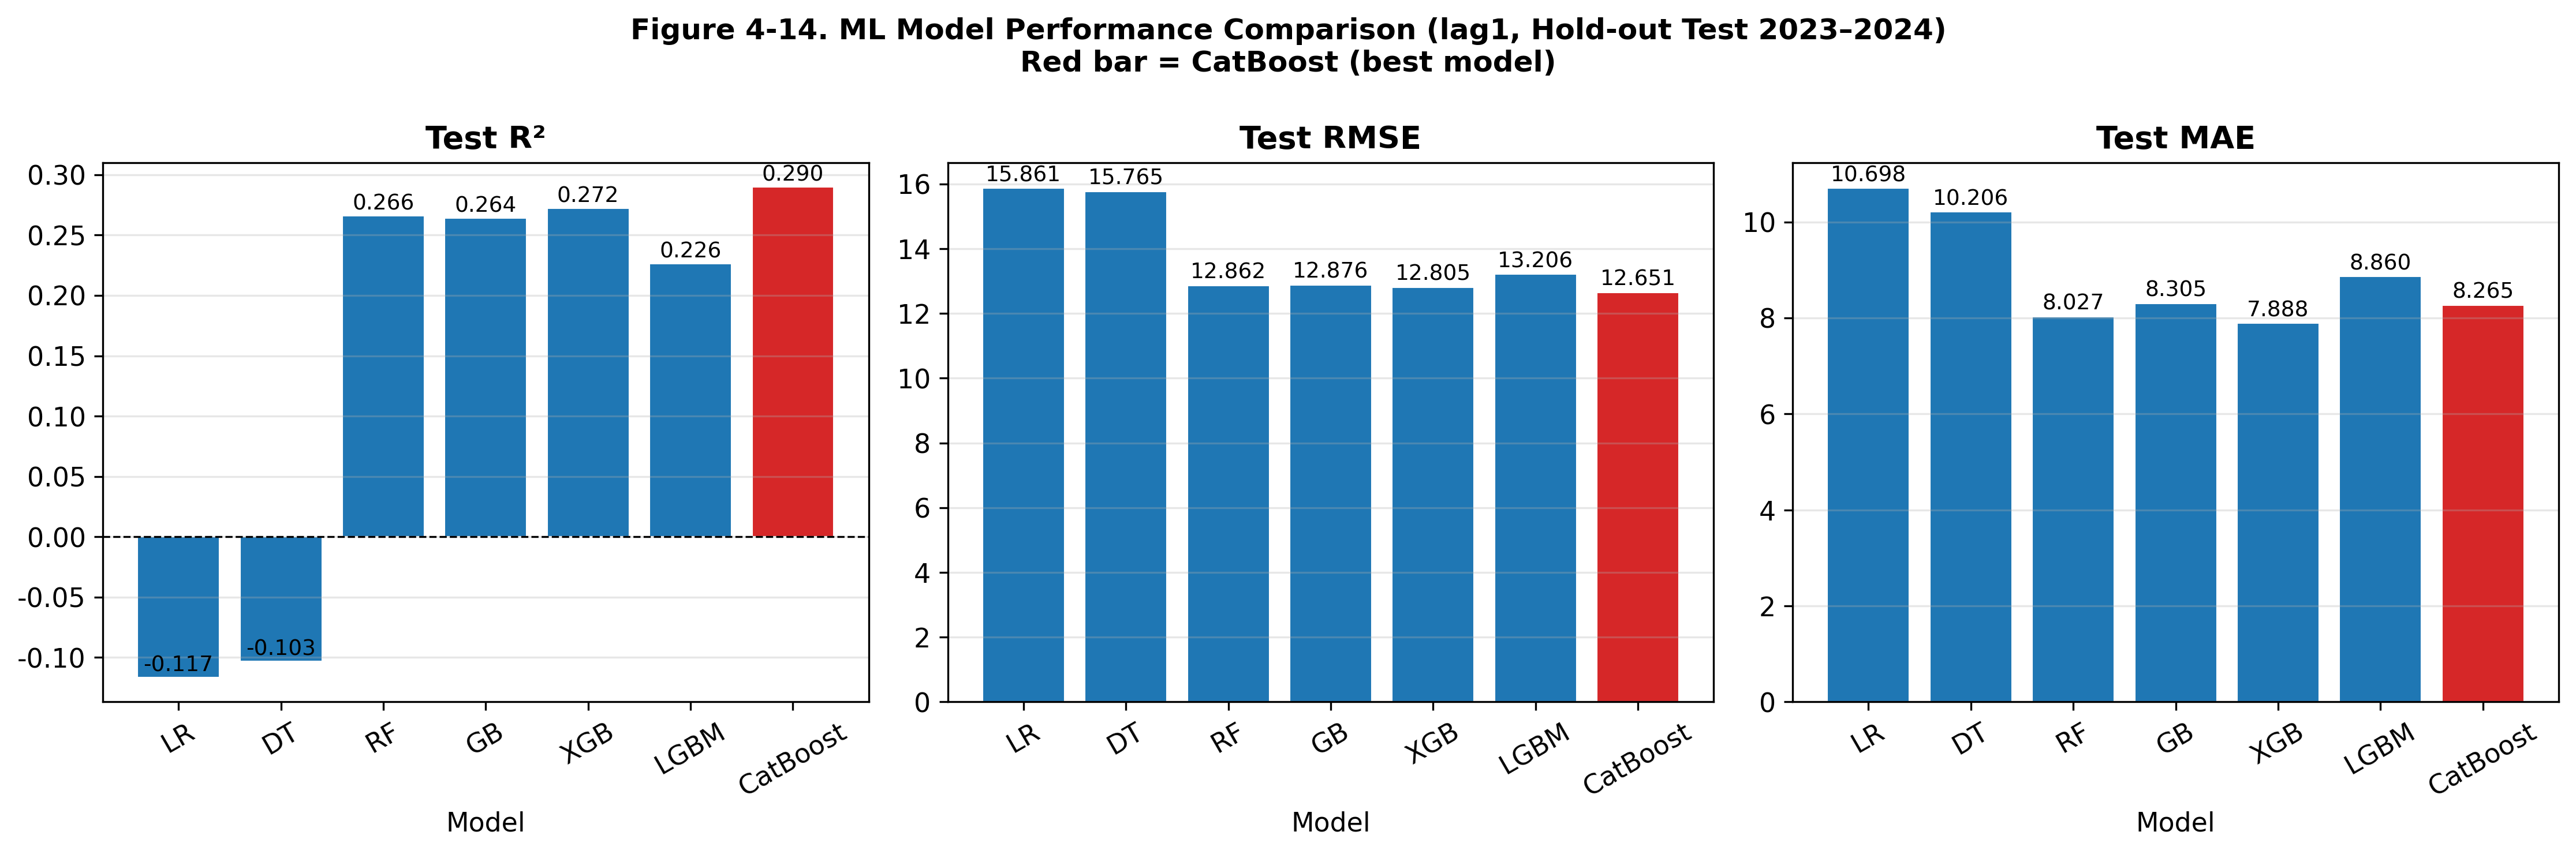 Figure 4-14. ML Model Performance Comparison (lag1, Hold-out Test 2023–2024)
Red bar = CatBoost (best model)
Test R²
0.30
0.25
0.20
0.15
0.10
0.05
0.00
-0.05
-0.10
-0.117
-0.103
0.266
0.264
0.272
0.226
0.290
LR
DT
RF
GB
XGB
LGBM
CatBoost
Model
Test RMSE
16
14
12
10
8
6
4
2
0
15.861
15.765
12.862
12.876
12.805
13.206
12.651
LR
DT
RF
GB
XGB
LGBM
CatBoost
Model
Test MAE
10
8
6
4
2
0
10.698
10.206
8.027
8.305
7.888
8.860
8.265
LR
DT
RF
GB
XGB
LGBM
CatBoost
Model